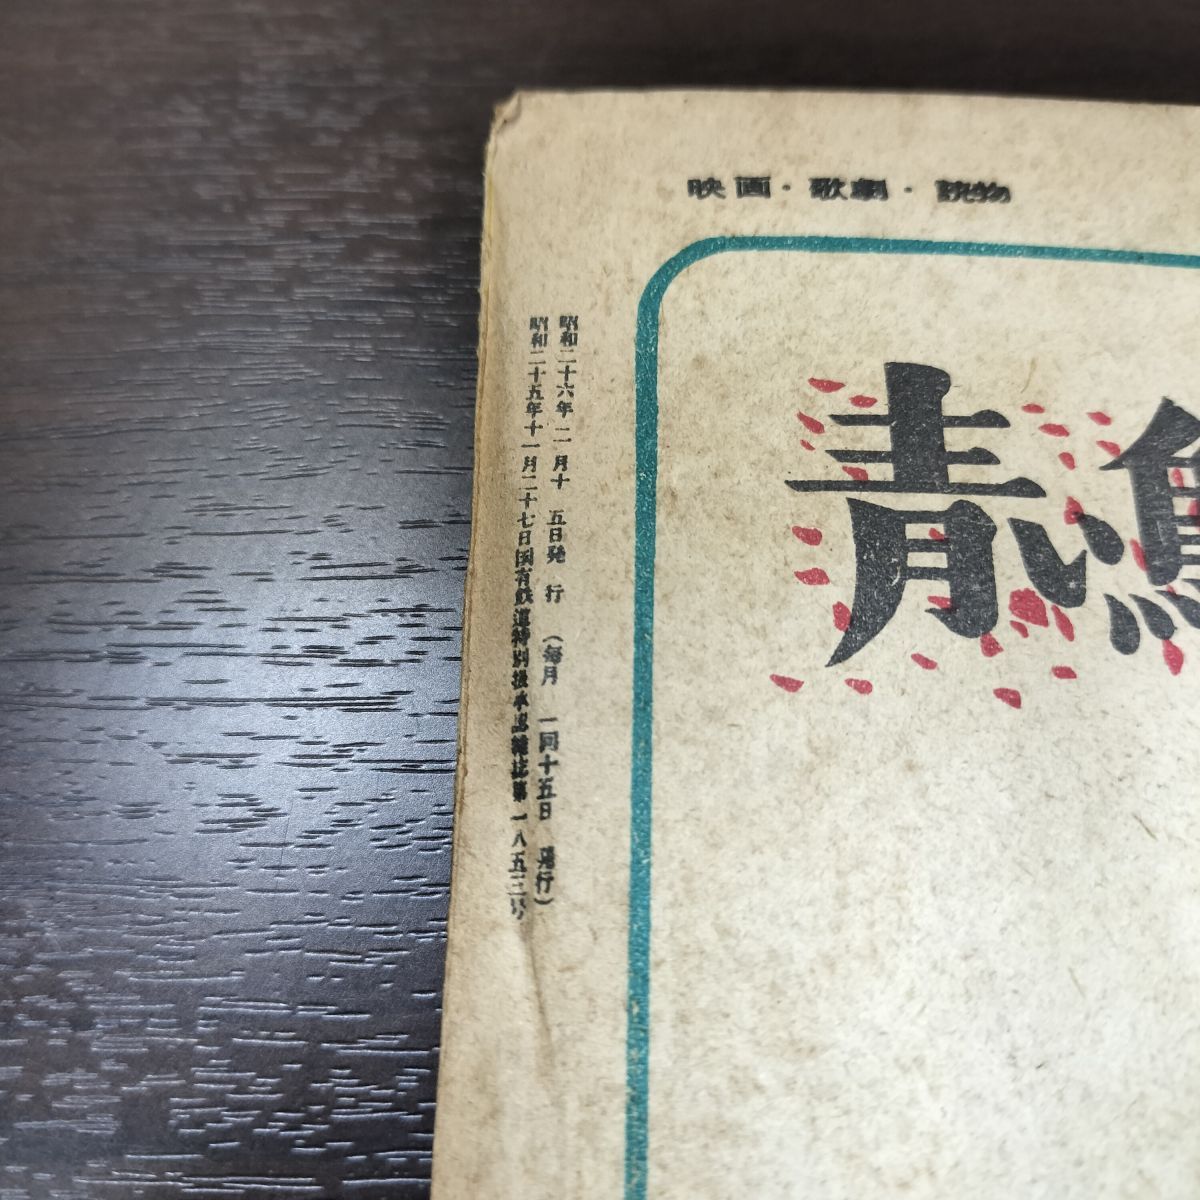 映画・歌劇・読物
青い鳥
昭和二十六年二月十五日発行（毎月一回十五日発行）
昭和二十五年十一月二十七日国有鉄道特別扱承認雑誌第一八五三号